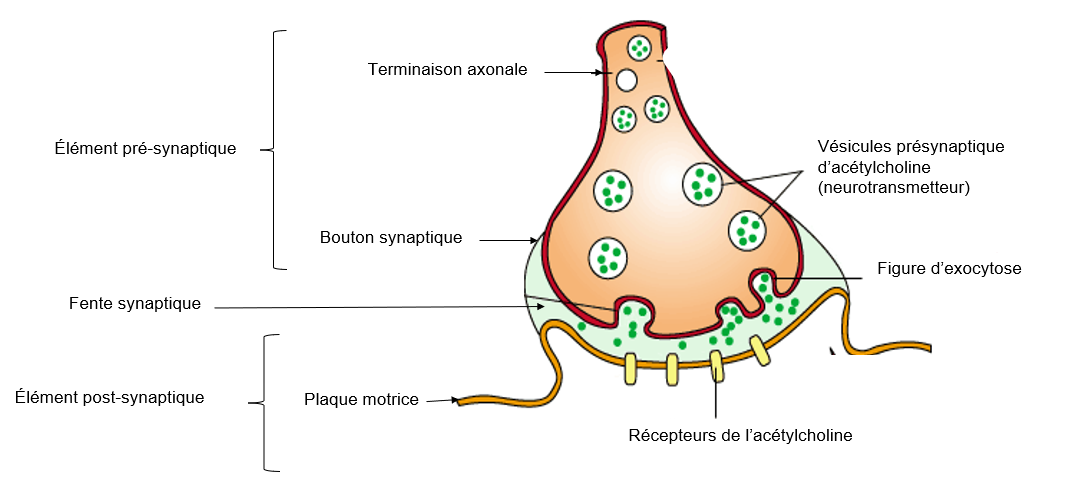 Terminaison axonale
Élément pré-synaptique
Vésicules présynaptique
d’acétylcholine
(neurotransmetteur)
Bouton synaptique
Figure d’exocytose
Fente synaptique
Élément post-synaptique
Plaque motrice
Récepteurs de l’acétylcholine